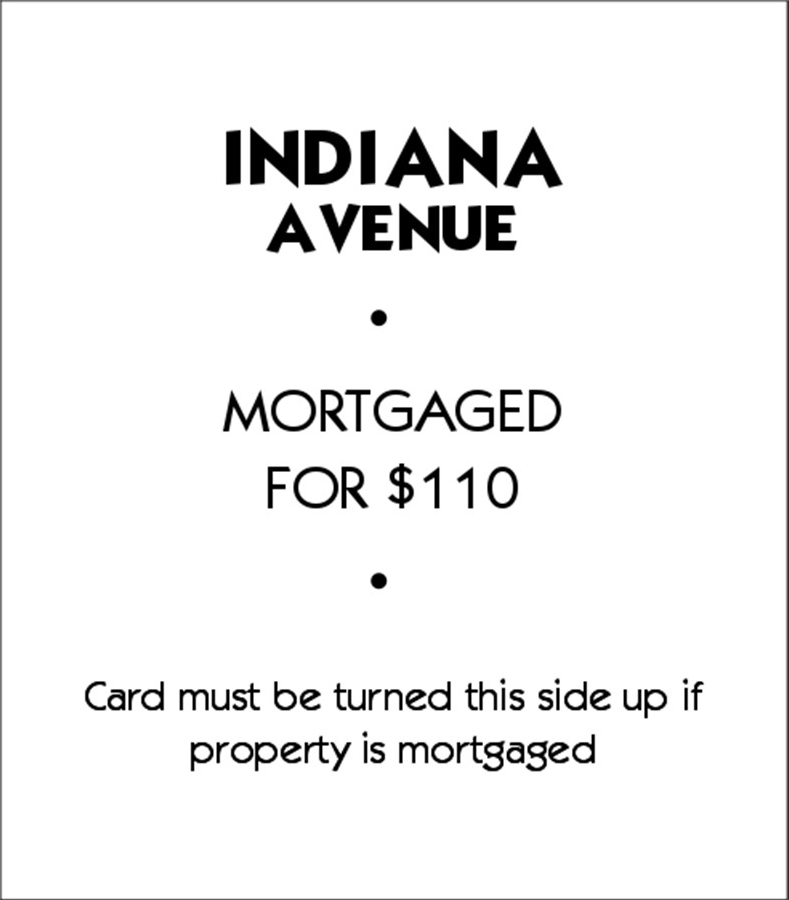 INDIANA
AVENUE
•
MORTGAGED
FOR $110
•
Card must be turned this side up if
property is mortgaged